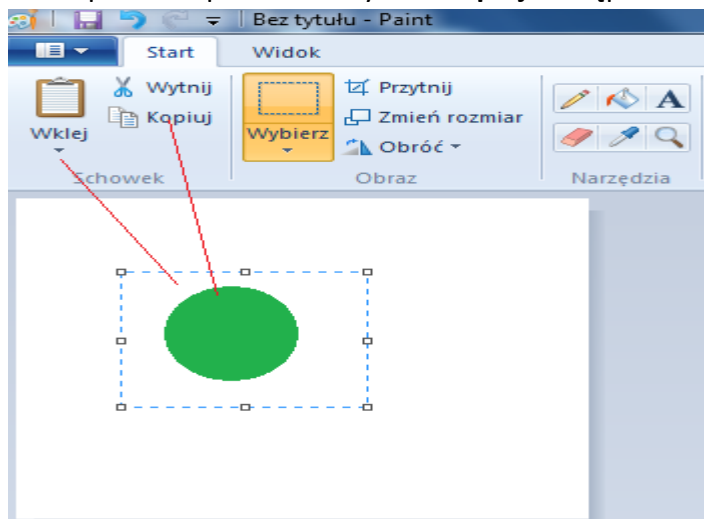 Bez tytułu - Paint
Start Widok
Wklej
Wytnij
Kopiuj
Schowek
Wybierz
Przytnij
Zmień rozmiar
Obróć
Obraz
A
Narzędzia